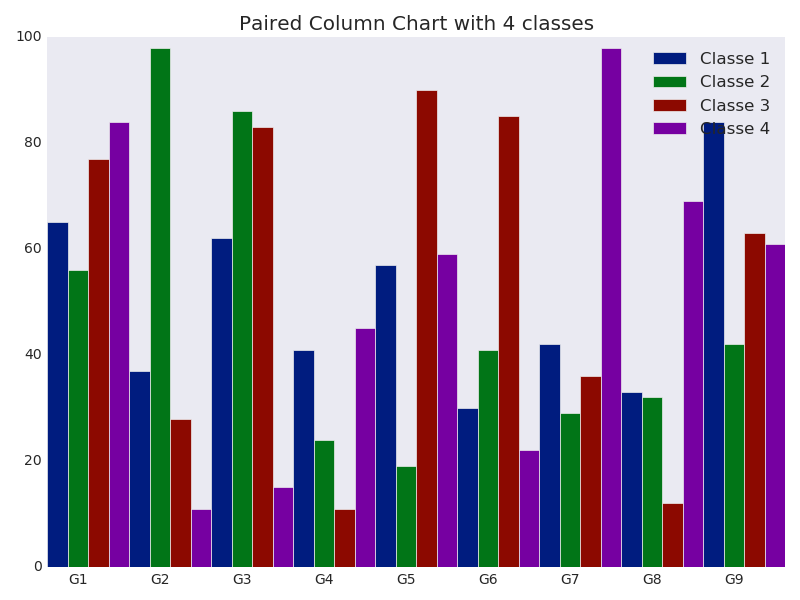 Paired Column Chart with 4 classes
100
80
60
40
20
0
Classe 1
Classe 2
Classe 3
Classe 4
G1 G2 G3 G4 G5 G6 G7 G8 G9